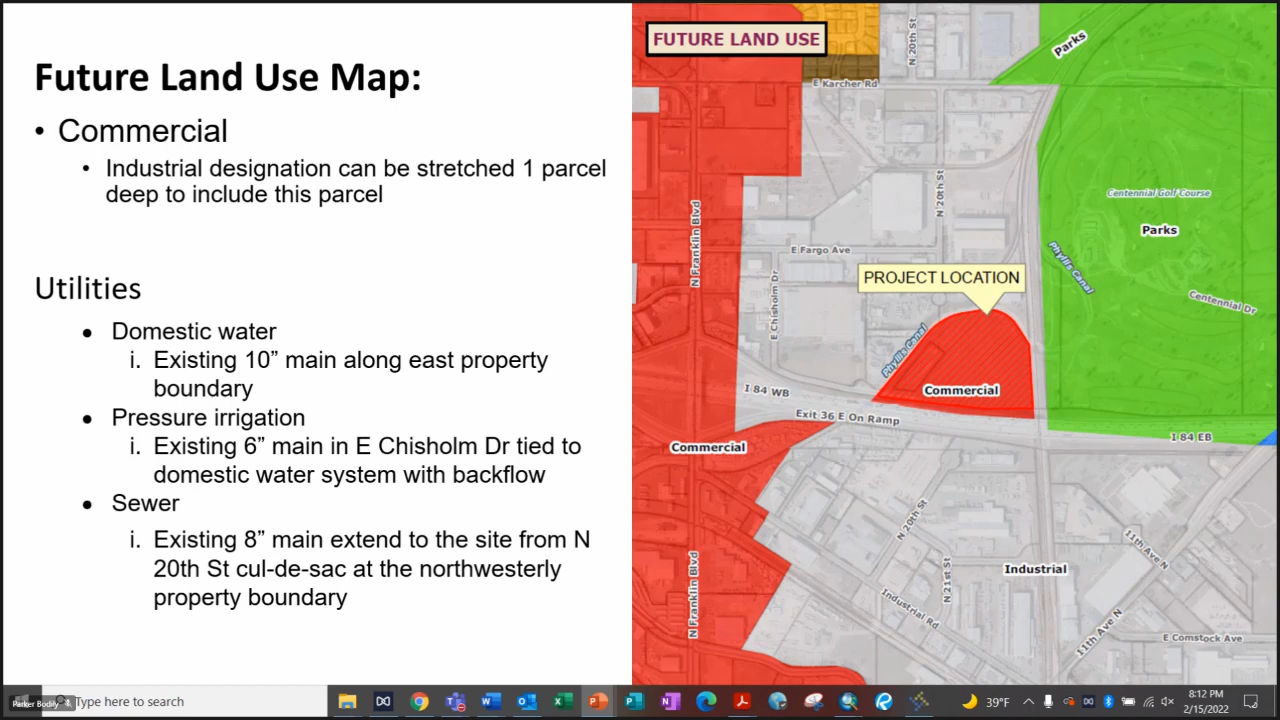 Future Land Use Map:
• Commercial
• Industrial designation can be stretched 1 parcel
deep to include this parcel
Utilities
• Domestic water
i. Existing 10” main along east property
boundary
• Pressure irrigation
i. Existing 6” main in E Chisholm Dr tied to
domestic water system with backflow
• Sewer
i. Existing 8” main extend to the site from N
20th St cul-de-sac at the northwesterly
property boundary
FUTURE LAND USE
N 20th St
Parks
E Karcher Rd
Centennial Golf Course
N 20th St
Parks
N Franklin Blvd
E Fargo Ave
Phyllis Canal
PROJECT LOCATION
Centennial Dr
E Chisholm Dr
Phyllis Canal
I 84 WB
Commercial
Exit 36 E On Ramp
I 84 EB
Commercial
N 20th St
11th Ave N
Industrial
N 21st St
N Franklin Blvd
Industrial Rd
11th Ave N
E Comstock Ave
Parker Bodily
Type here to search
39°F
8:12 PM
2/15/2022